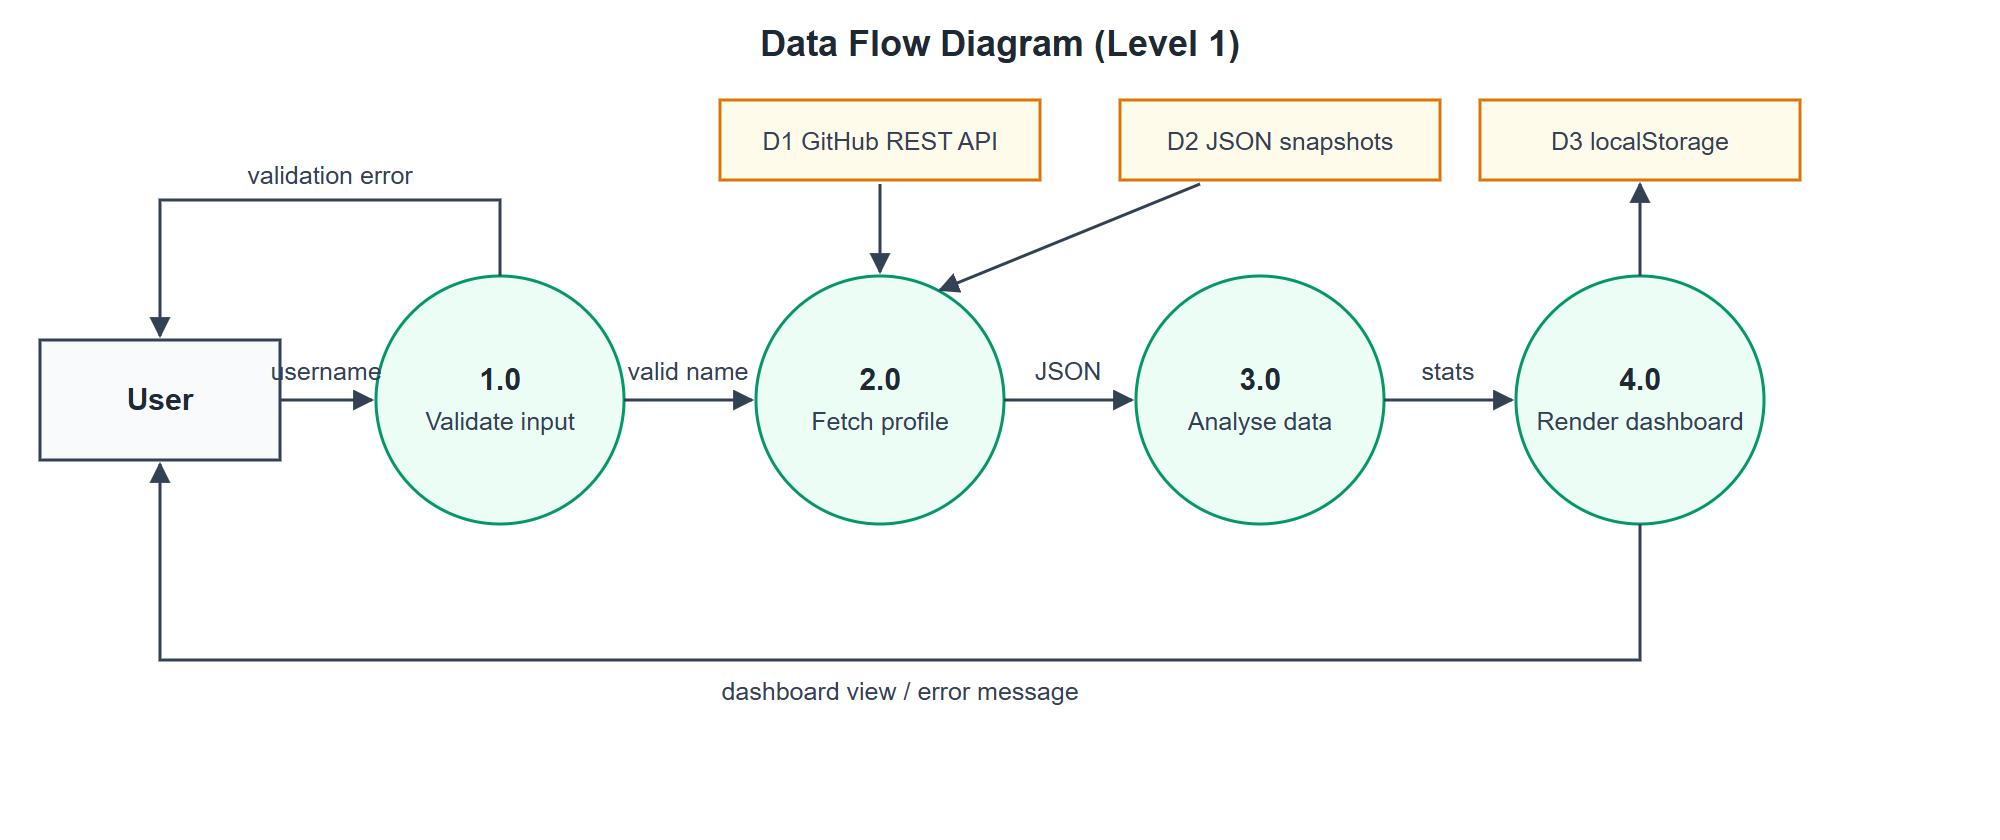 Data Flow Diagram (Level 1)
D1 GitHub REST API
D2 JSON snapshots
D3 localStorage
validation error
User
username
1.0
Validate input
valid name
2.0
Fetch profile
JSON
3.0
Analyse data
stats
4.0
Render dashboard
dashboard view / error message